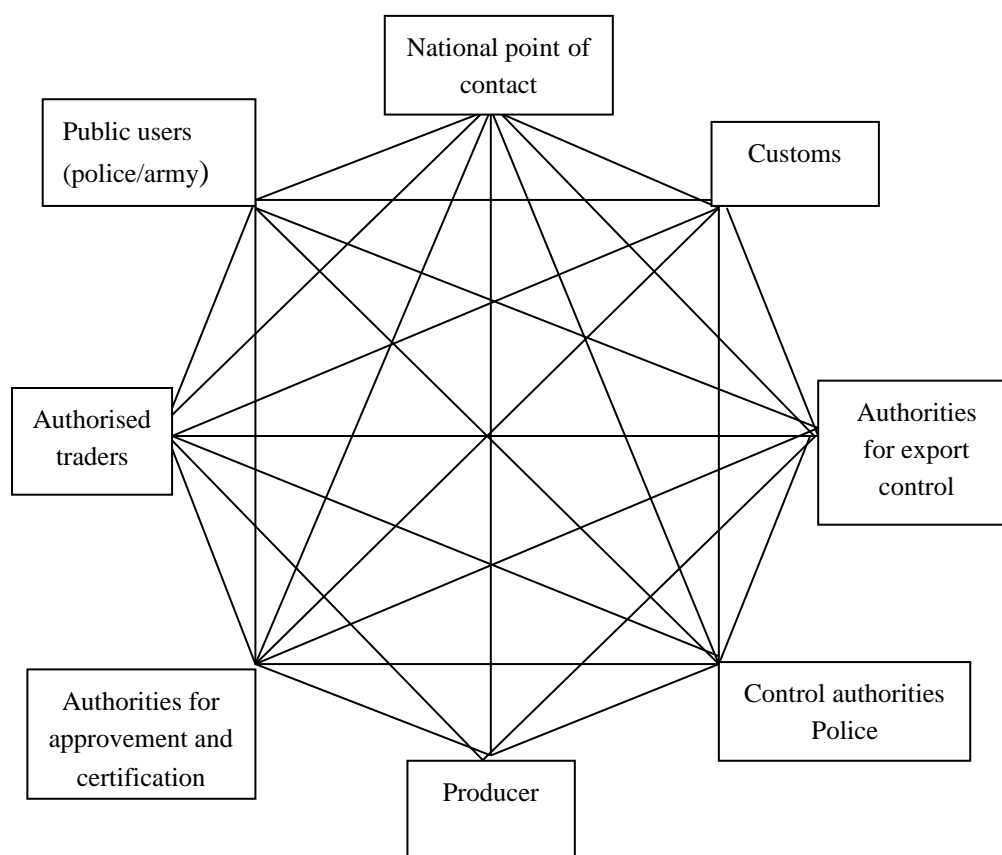 National point of
contact
Public users
(police/army)
Customs
Authorised
traders
Authorities
for export
control
Authorities for
approvement and
certification
Control authorities
Police
Producer